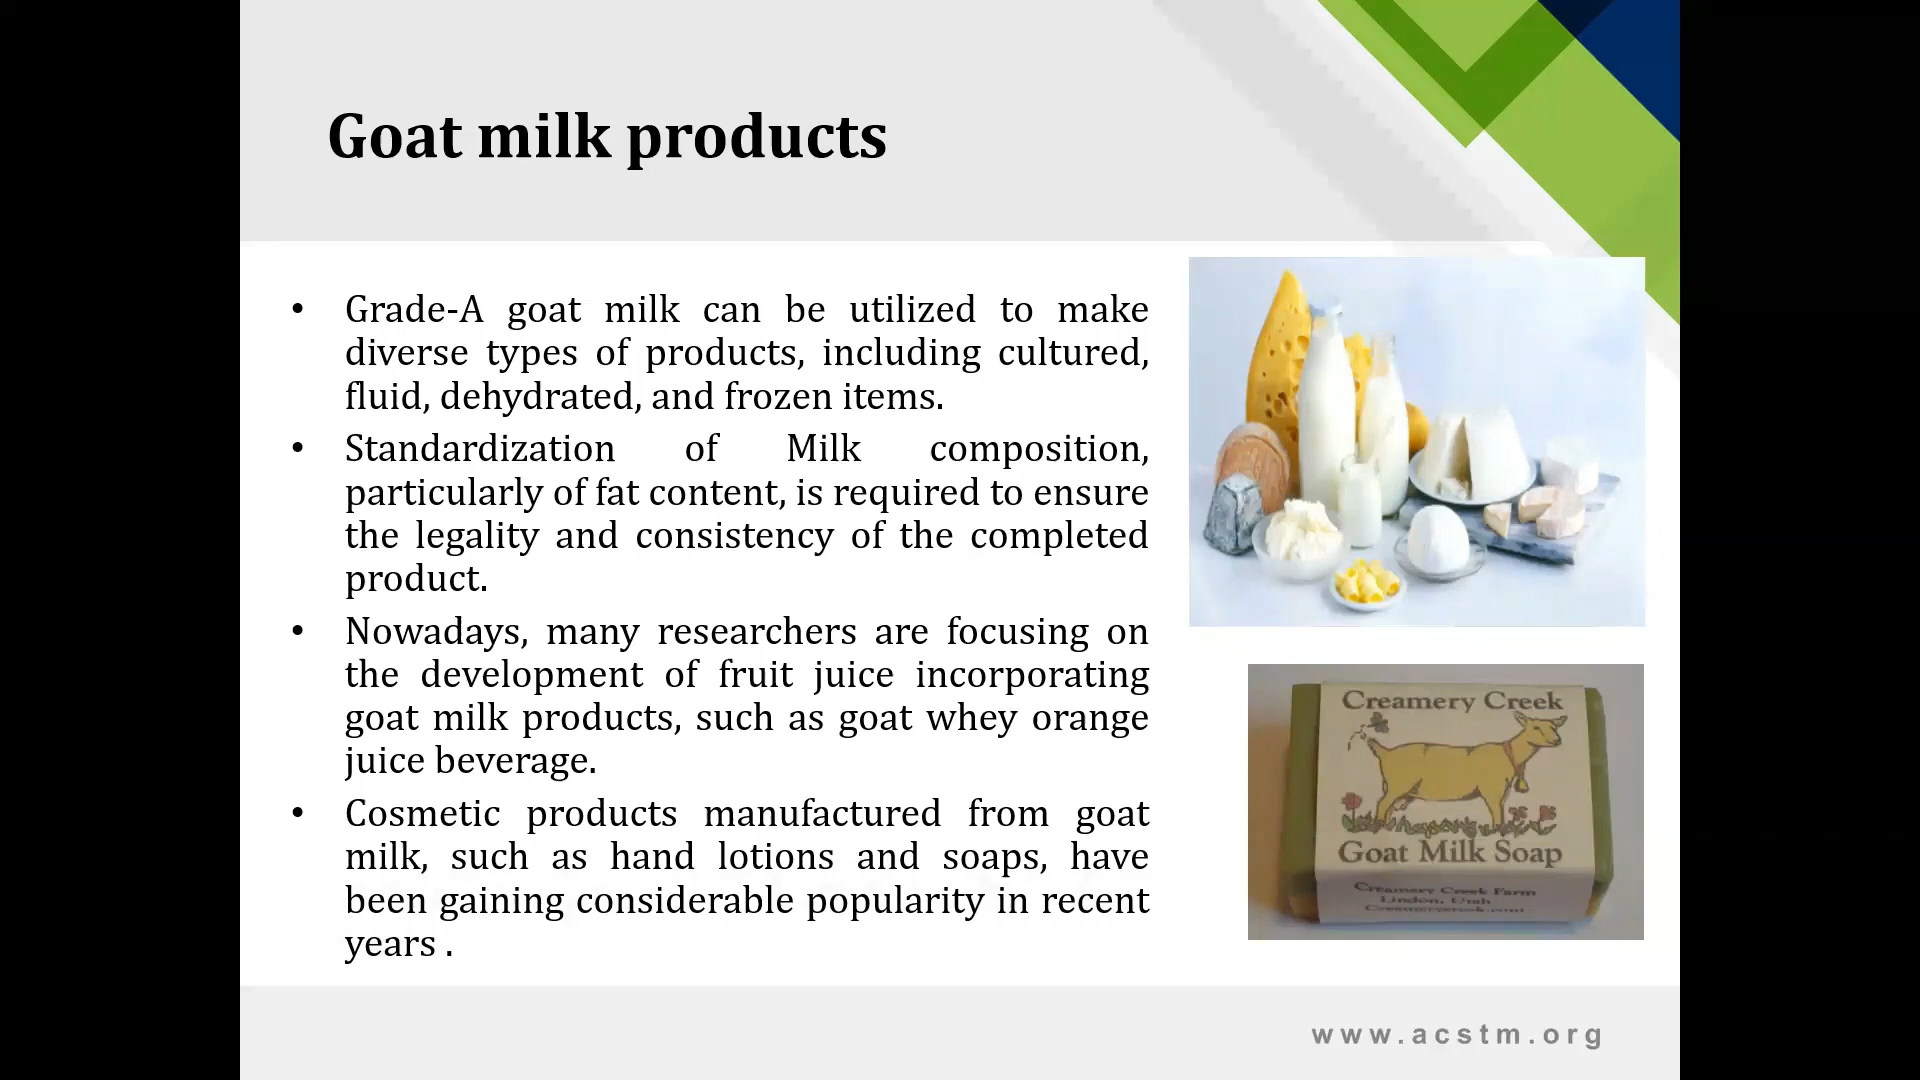 Goat milk products
• Grade-A goat milk can be utilized to make
diverse types of products, including cultured,
fluid, dehydrated, and frozen items.
• Standardization of Milk composition,
particularly of fat content, is required to ensure
the legality and consistency of the completed
product.
• Nowadays, many researchers are focusing on
the development of fruit juice incorporating
goat milk products, such as goat whey orange
juice beverage.
• Cosmetic products manufactured from goat
milk, such as hand lotions and soaps, have
been gaining considerable popularity in recent
years .
Creamery Creek
Goat Milk Soap
Creamery Creek Farm
Lindon, Utah
Creamerycreek.com
www.acstm.org